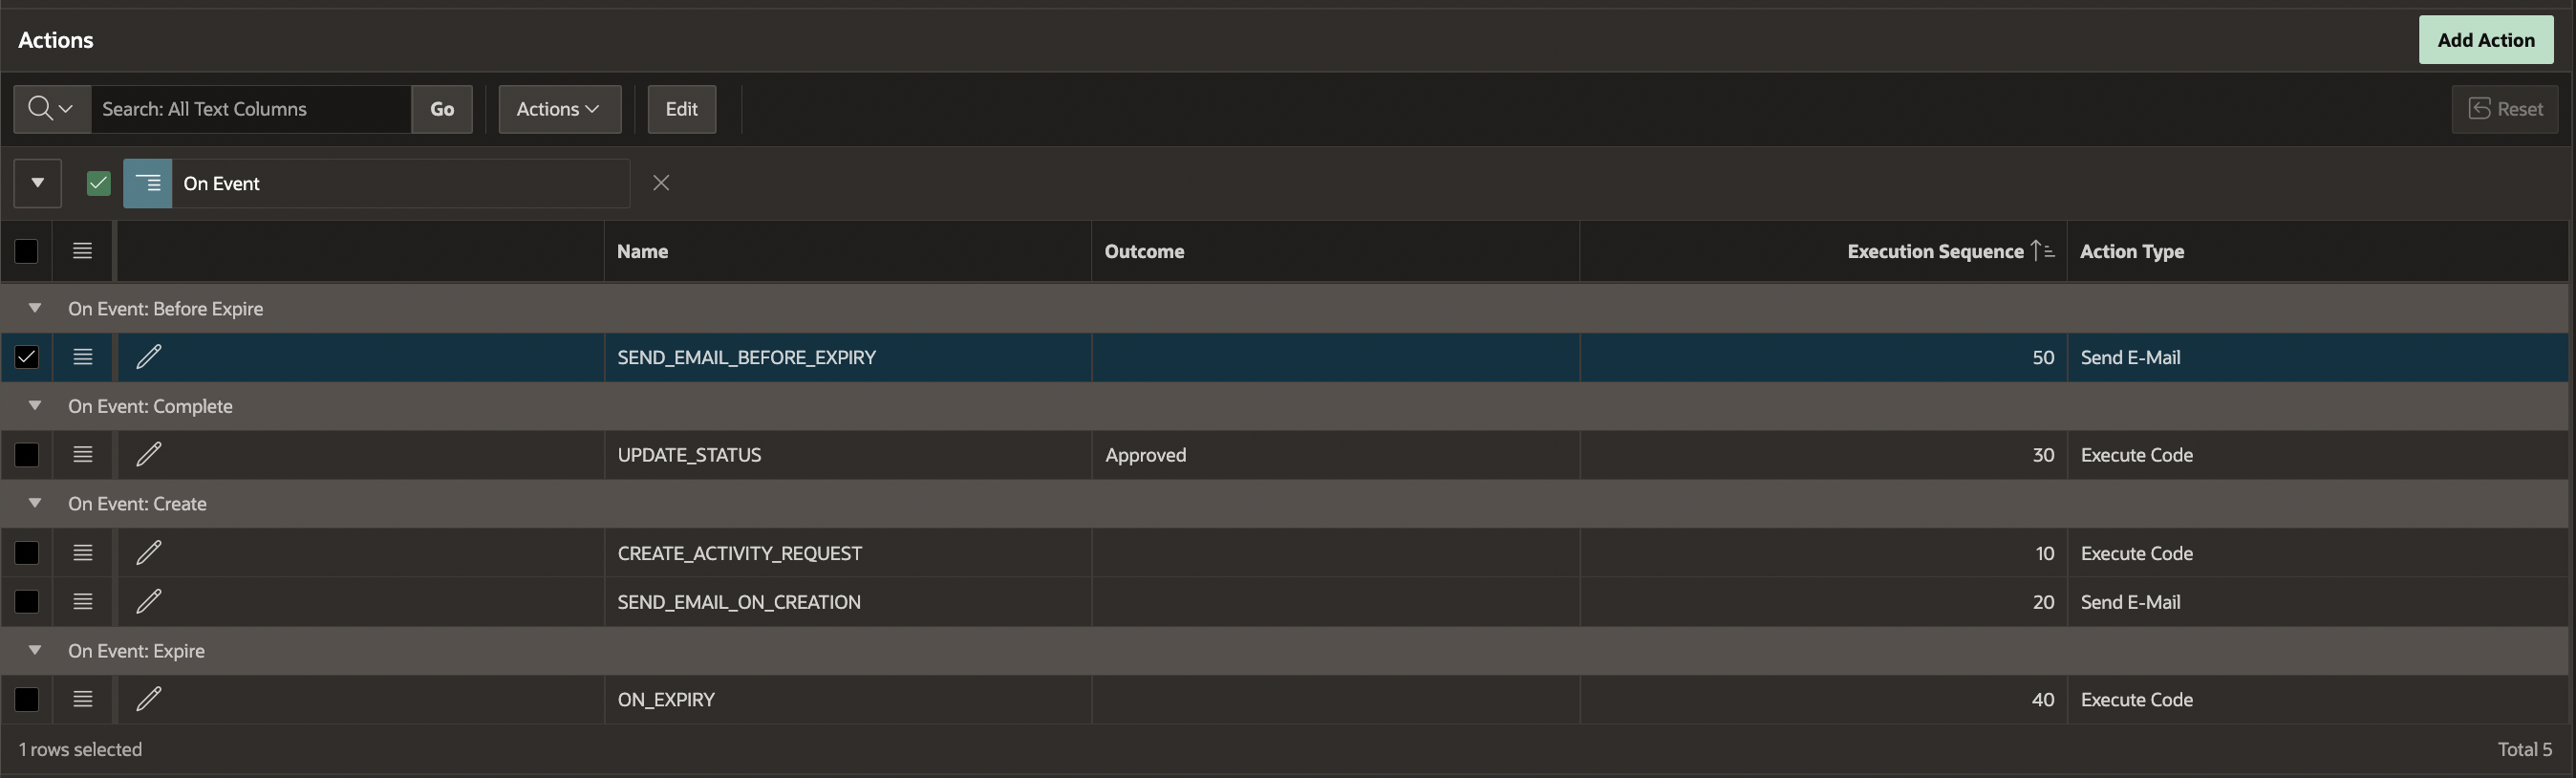 Actions
Add Action
Search: All Text Columns
Go
Actions
Edit
Reset
On Event
Name
Outcome
Execution Sequence
Action Type
On Event: Before Expire
SEND_EMAIL_BEFORE_EXPIRY 50 Send E-Mail
On Event: Complete
UPDATE_STATUS Approved 30 Execute Code
On Event: Create
CREATE_ACTIVITY_REQUEST 10 Execute Code
SEND_EMAIL_ON_CREATION 20 Send E-Mail
On Event: Expire
ON_EXPIRY 40 Execute Code
1 rows selected
Total 5